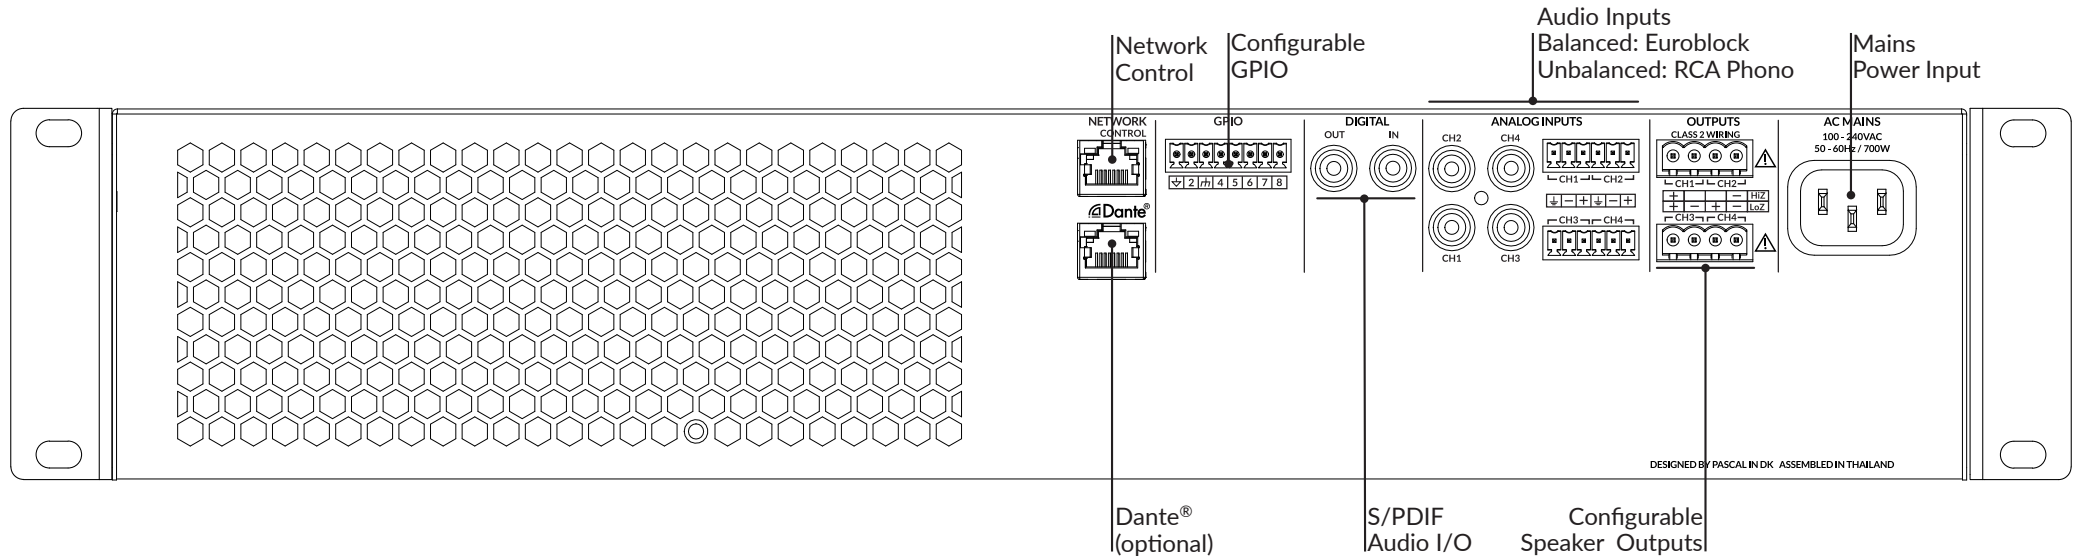 Network
Control
Configurable
GPIO
Audio Inputs
Balanced: Euroblock
Unbalanced: RCA Phono
Mains
Power Input
NETWORK
CONTROL
GPIO
DIGITAL
OUT IN
ANALOG INPUTS
CH2 CH4
CH1 CH2
CH3 CH4
CH1 CH3
OUTPUTS
CLASS 2 WIRING
CH1 CH2
+ − HiZ
+ − + − LoZ
CH3 CH4
AC MAINS
100 - 240VAC
50 - 60Hz / 700W
2 4 5 6 7 8
− + − +
Dante®
DESIGNED BY PASCAL IN DK ASSEMBLED IN THAILAND
Dante®
(optional)
S/PDIF
Audio I/O
Configurable
Speaker Outputs